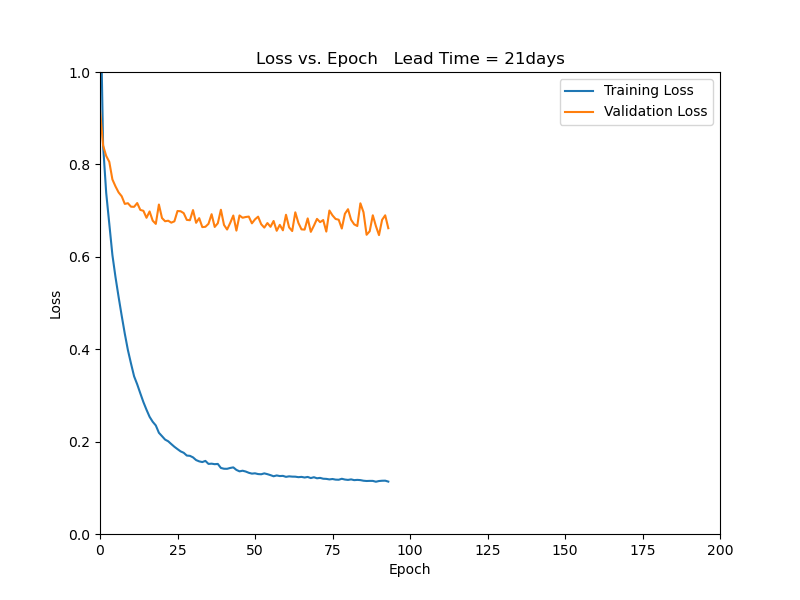 Loss vs. Epoch   Lead Time = 21days
Training Loss
Validation Loss
Loss
1.0
0.8
0.6
0.4
0.2
0.0
0 25 50 75 100 125 150 175 200
Epoch